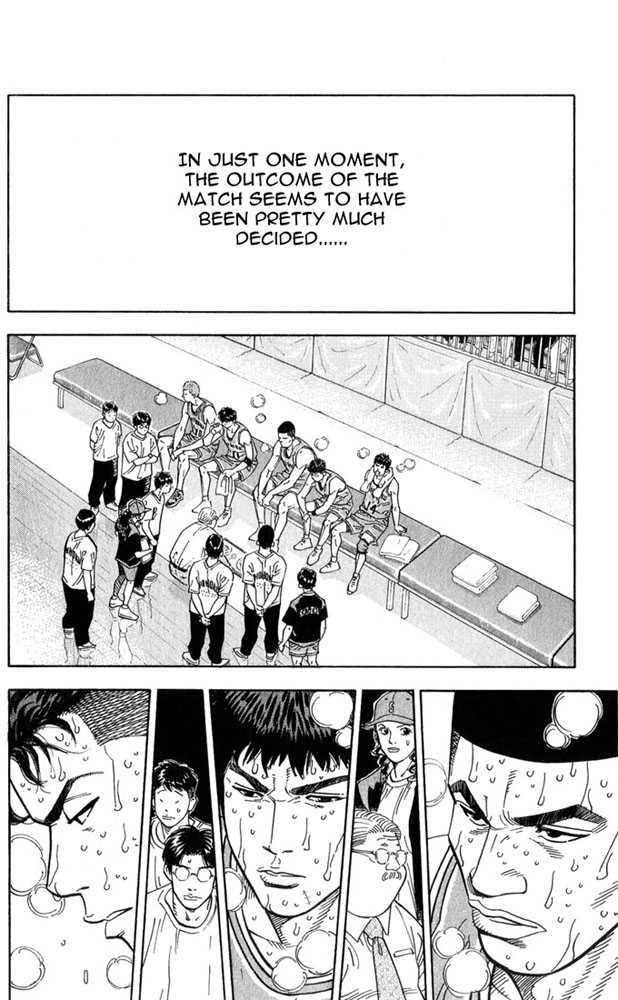 IN JUST ONE MOMENT,
THE OUTCOME OF THE
MATCH SEEMS TO HAVE
BEEN PRETTY MUCH
DECIDED......